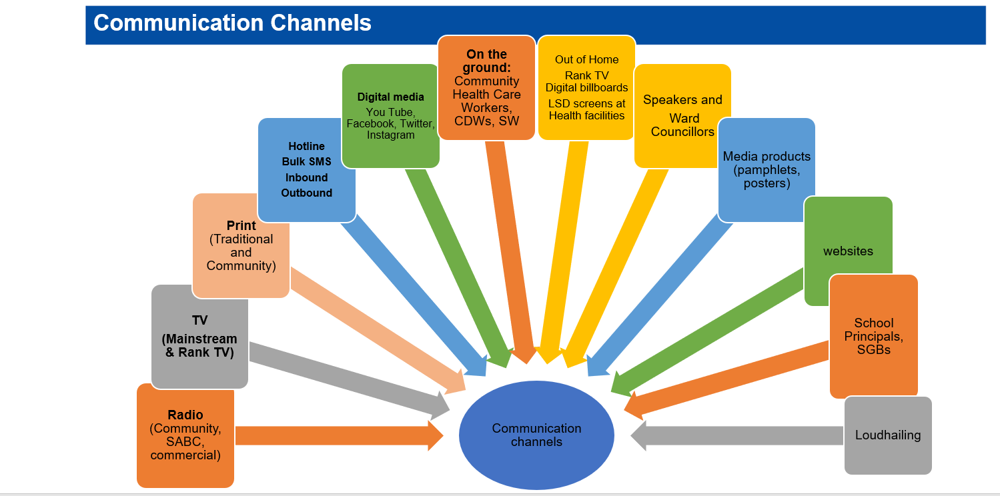 Communication Channels
Radio
(Community,
SABC,
commercial)
TV
(Mainstream
& Rank TV)
Print
(Traditional
and
Community)
Hotline
Bulk SMS
Inbound
Outbound
Digital media
You Tube,
Facebook, Twitter,
Instagram
On the
ground:
Community
Health Care
Workers,
CDWs, SW
Out of Home
Rank TV
Digital billboards
LSD screens at
Health facilities
Speakers and
Ward
Councillors
Media products
(pamphlets,
posters)
websites
School
Principals,
SGBs
Loudhailing
Communication
channels